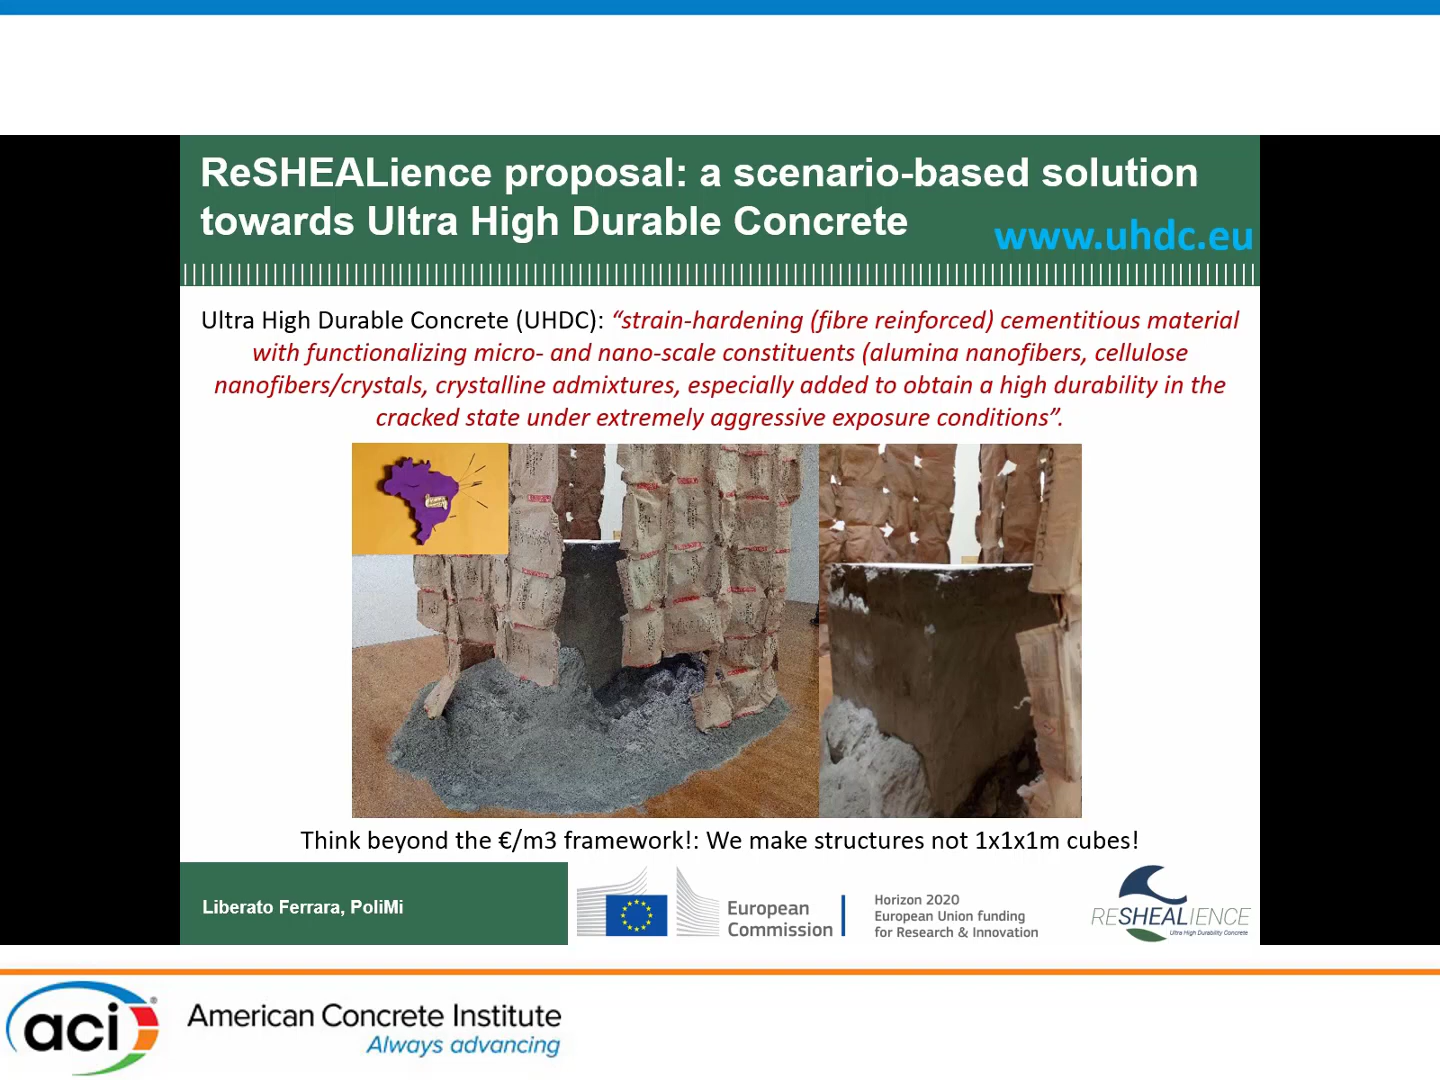 ReSHEALience proposal: a scenario-based solution
towards Ultra High Durable Concrete
www.uhdc.eu
Ultra High Durable Concrete (UHDC): “strain-hardening (fibre reinforced) cementitious material
with functionalizing micro- and nano-scale constituents (alumina nanofibers, cellulose
nanofibers/crystals, crystalline admixtures, especially added to obtain a high durability in the
cracked state under extremely aggressive exposure conditions”.
Think beyond the €/m3 framework!: We make structures not 1x1x1m cubes!
Liberato Ferrara, PoliMi
European
Commission
Horizon 2020
European Union funding
for Research & Innovation
RESHEALIENCE
Ultra High Durability Concrete
aci®
American Concrete Institute
Always advancing